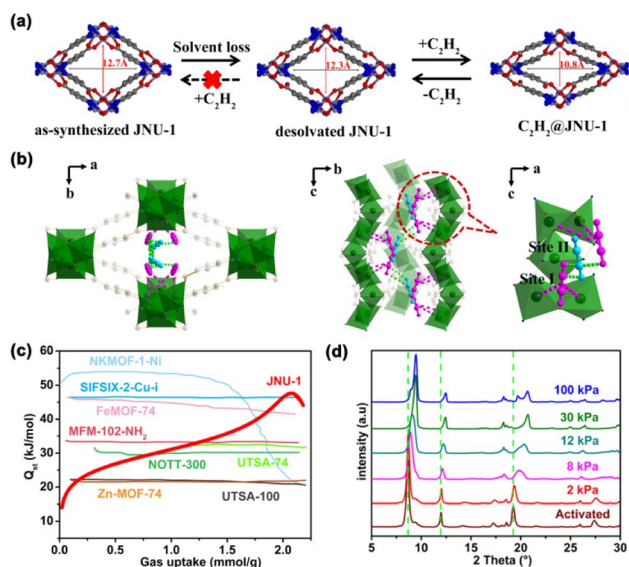 (a)
12.7Å
as-synthesized JNU-1
Solvent loss
+C₂H₂
12.3Å
desolvated JNU-1
+C₂H₂
-C₂H₂
10.8Å
C₂H₂@JNU-1
(b)
a
b
b
c
a
c
Site II
Site I
(c)
Qst (kJ/mol)
60
50
40
30
20
10
0
NKMOF-1-Ni
JNU-1
SIFSIX-2-Cu-i
FeMOF-74
MFM-102-NH₂
NOTT-300
UTSA-74
Zn-MOF-74
UTSA-100
0.0 0.5 1.0 1.5 2.0
Gas uptake (mmol/g)
(d)
intensity (a.u)
100 kPa
30 kPa
12 kPa
8 kPa
2 kPa
Activated
5 10 15 20 25 30
2 Theta (°)